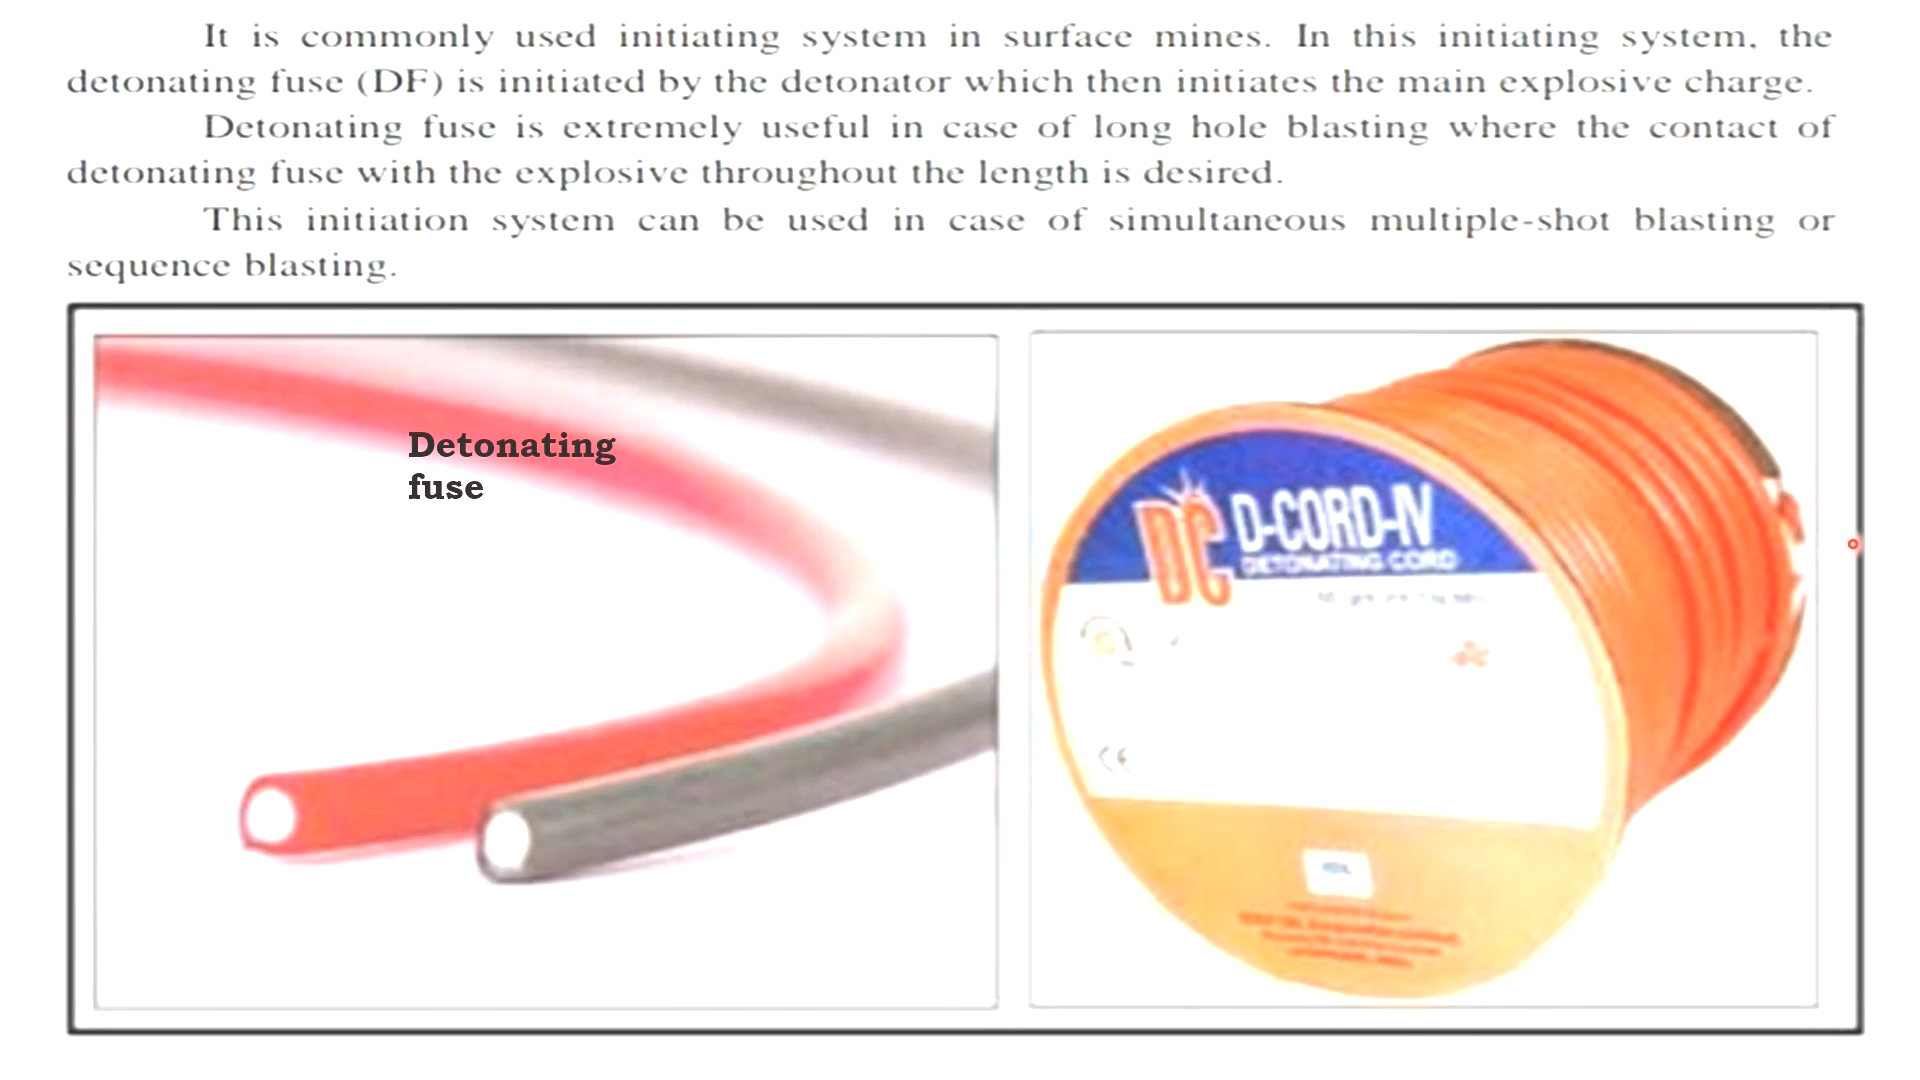 It is commonly used initiating system in surface mines. In this initiating system, the
detonating fuse (DF) is initiated by the detonator which then initiates the main explosive charge.
Detonating fuse is extremely useful in case of long hole blasting where the contact of
detonating fuse with the explosive throughout the length is desired.
This initiation system can be used in case of simultaneous multiple-shot blasting or
sequence blasting.
Detonating
fuse
DC D-CORD-IV
DETONATING CORD
CE